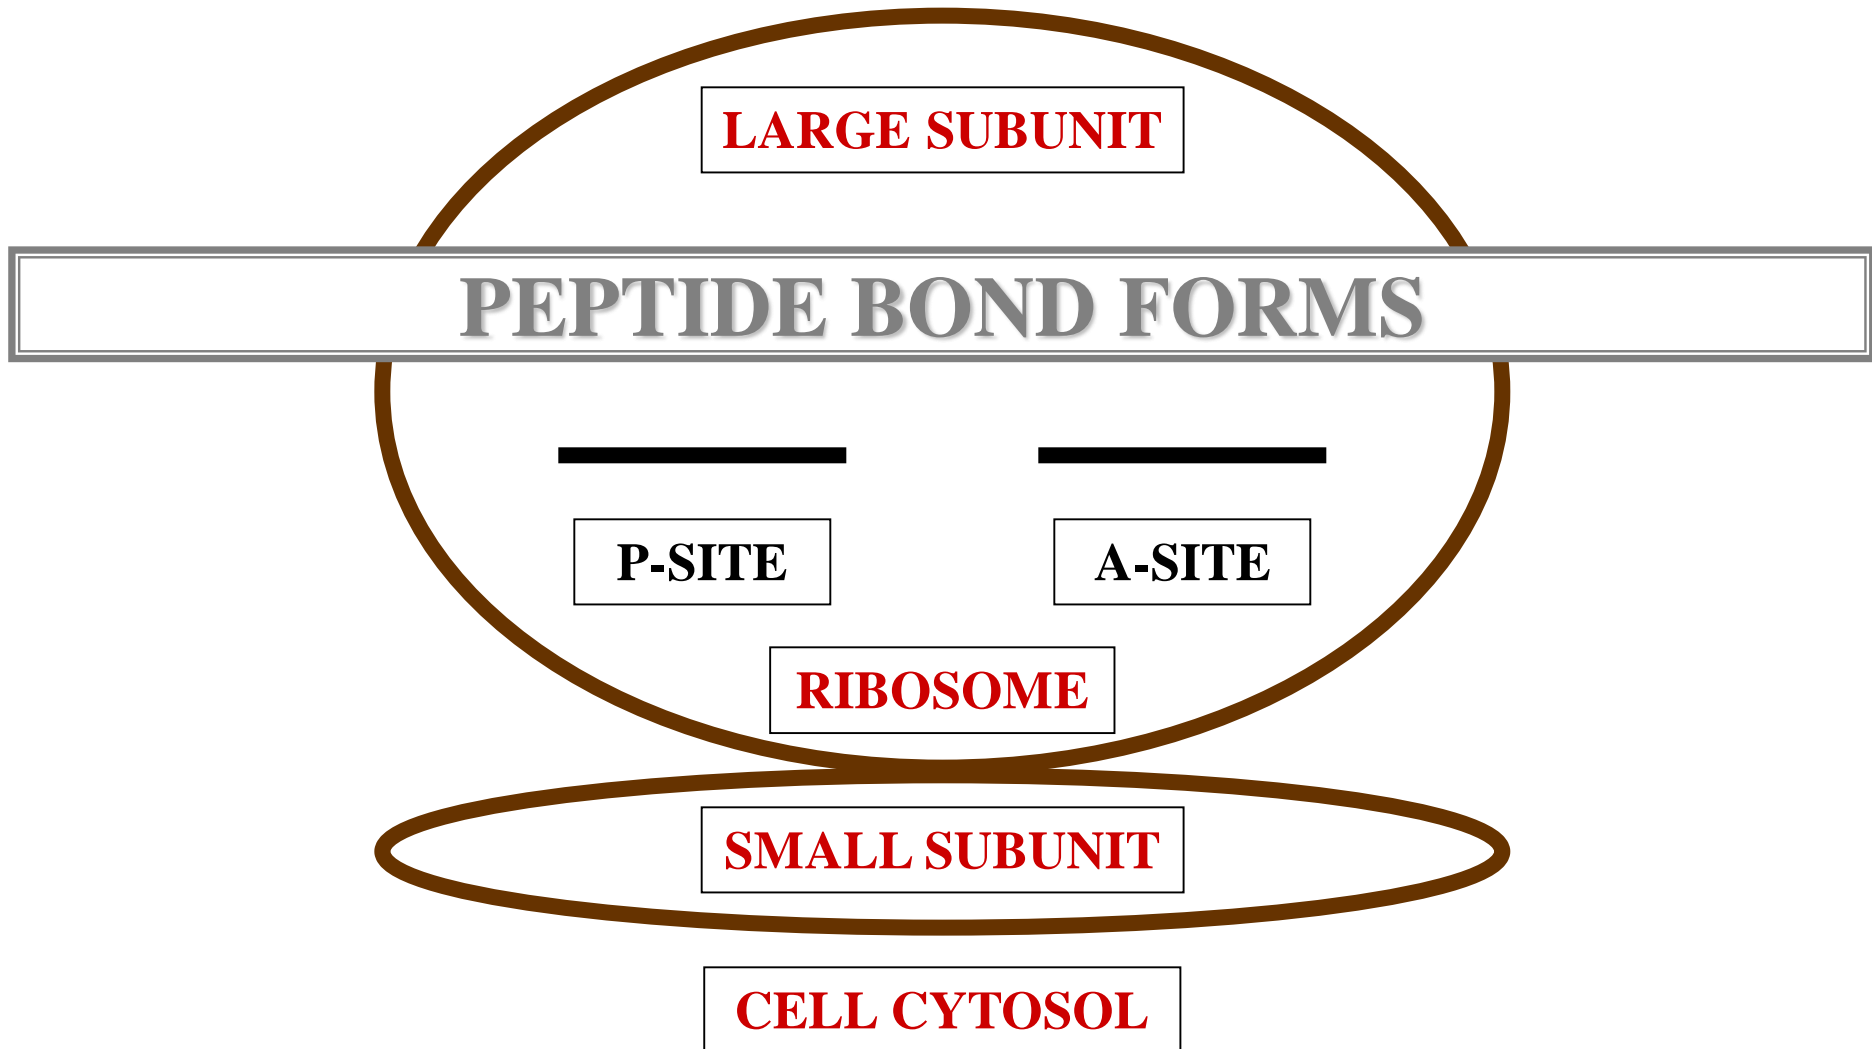 LARGE SUBUNIT
PEPTIDE BOND FORMS
P-SITE
A-SITE
RIBOSOME
SMALL SUBUNIT
CELL CYTOSOL